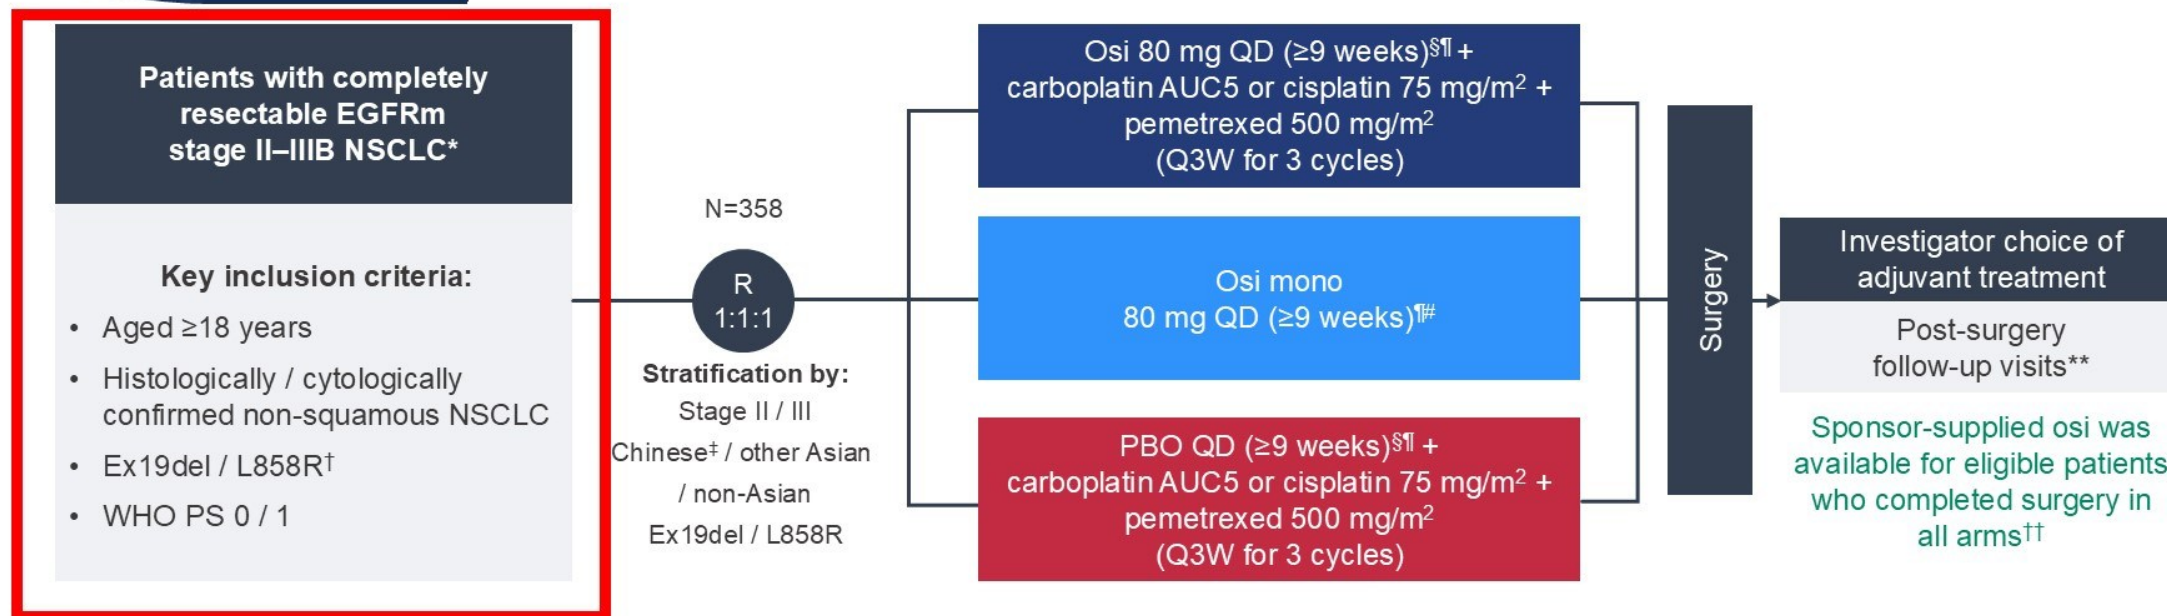 Patients with completely
resectable EGFRm
stage II–IIIB NSCLC*
Key inclusion criteria:
• Aged ≥18 years
• Histologically / cytologically
confirmed non-squamous NSCLC
• Ex19del / L858R†
• WHO PS 0 / 1
N=358
R
1:1:1
Stratification by:
Stage II / III
Chinese‡ / other Asian
/ non-Asian
Ex19del / L858R
Osi 80 mg QD (≥9 weeks)§¶ +
carboplatin AUC5 or cisplatin 75 mg/m² +
pemetrexed 500 mg/m²
(Q3W for 3 cycles)
Osi mono
80 mg QD (≥9 weeks)¶#
PBO QD (≥9 weeks)§¶ +
carboplatin AUC5 or cisplatin 75 mg/m² +
pemetrexed 500 mg/m²
(Q3W for 3 cycles)
Surgery
Investigator choice of
adjuvant treatment
Post-surgery
follow-up visits**
Sponsor-supplied osi was
available for eligible patients
who completed surgery in
all arms††